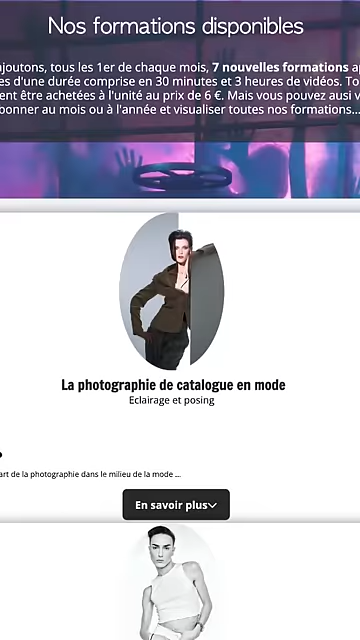 Nos formations disponibles
ajoutons, tous les 1er de chaque mois, 7 nouvelles formations
es d'une durée comprise en 30 minutes et 3 heures de vidéos. To
ent être achetées à l'unité au prix de 6 €. Mais vous pouvez ausi v
bonner au mois ou à l'année et visualiser toutes nos formations...
La photographie de catalogue en mode
Eclairage et posing
art de la photographie dans le milieu de la mode ...
En savoir plus